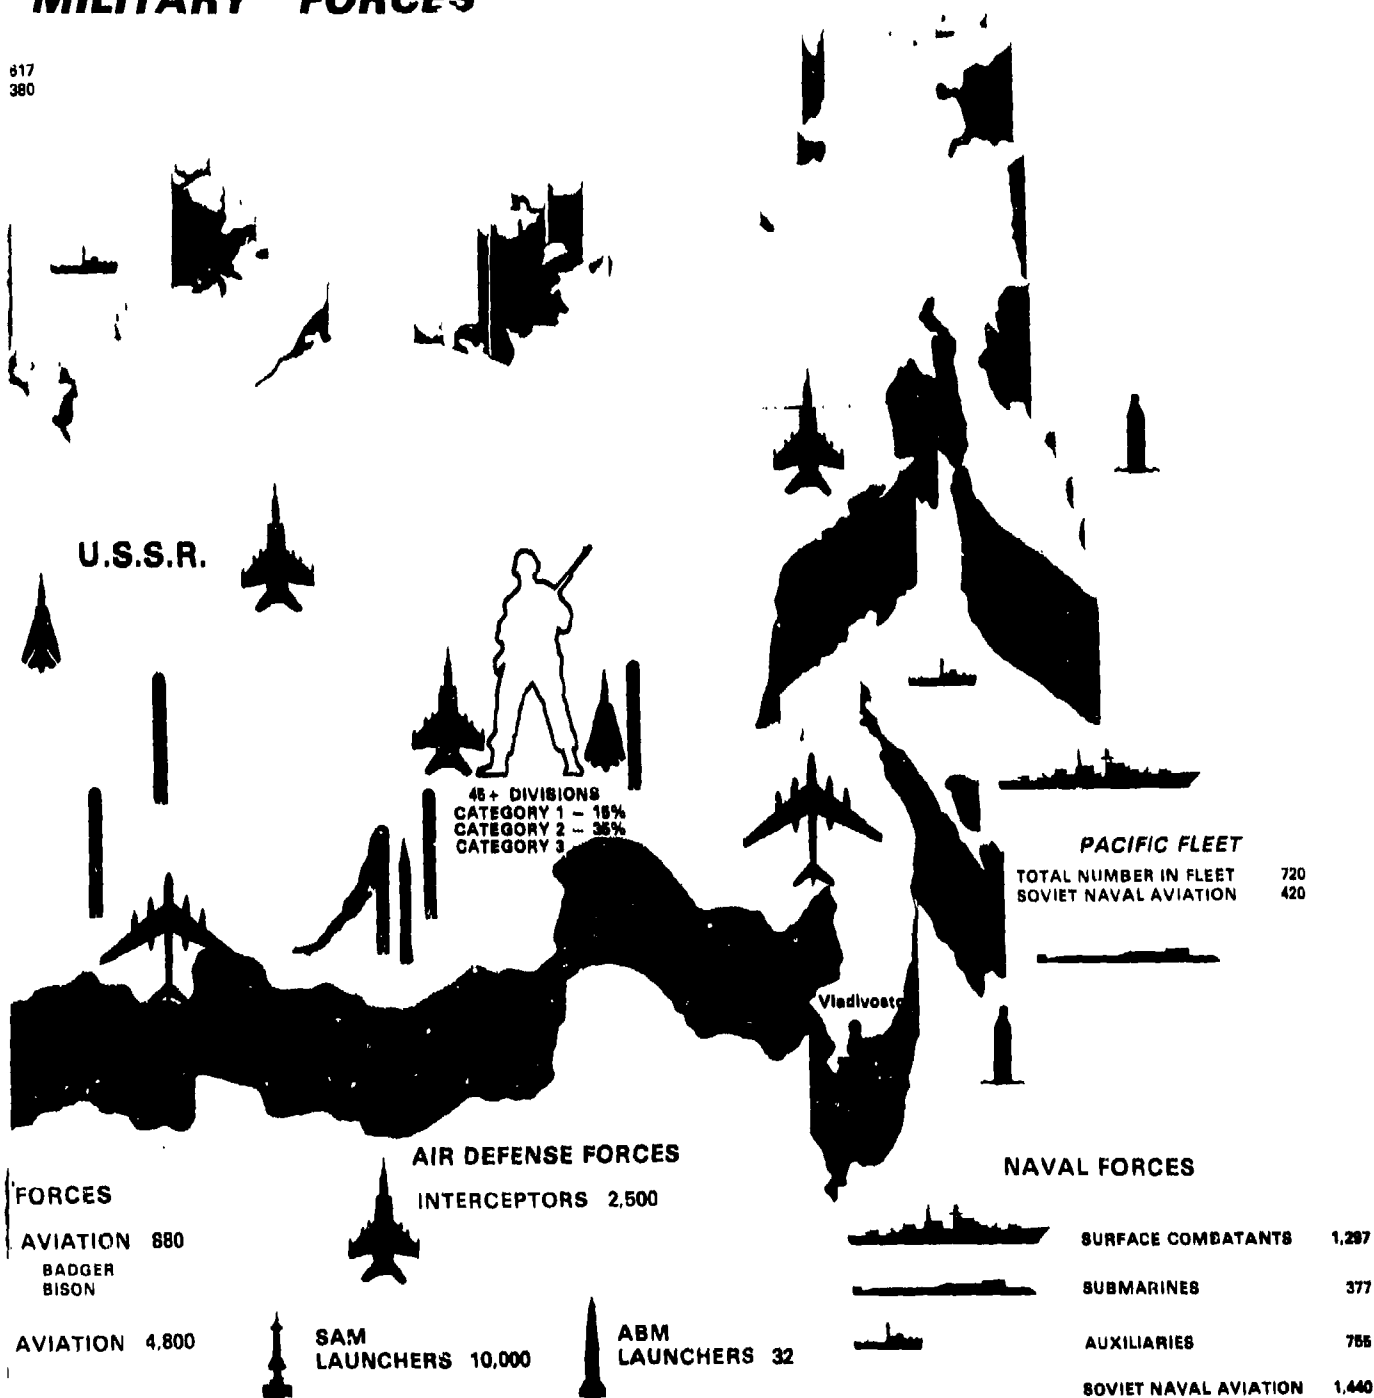 MILITARY FORCES
617
380
U.S.S.R.
45+ DIVISIONS
CATEGORY 1 – 15%
CATEGORY 2 – 35%
CATEGORY 3
PACIFIC FLEET
TOTAL NUMBER IN FLEET 720
SOVIET NAVAL AVIATION 420
Vladivosto
AIR DEFENSE FORCES
INTERCEPTORS 2,500
NAVAL FORCES
FORCES
AVIATION 880
BADGER
BISON
AVIATION 4,800
SAM
LAUNCHERS 10,000
ABM
LAUNCHERS 32
SURFACE COMBATANTS 1,297
SUBMARINES 377
AUXILIARIES 755
SOVIET NAVAL AVIATION 1,440